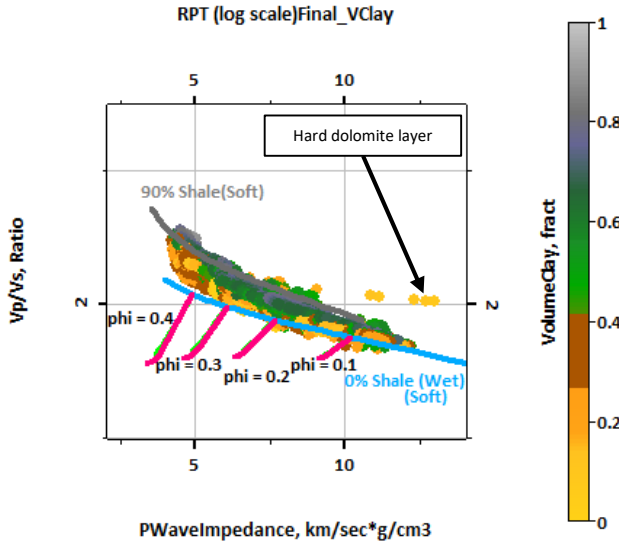 RPT (log scale)Final_VClay
5 10
Hard dolomite layer
90% Shale(Soft)
Vp/Vs, Ratio
2
2
phi = 0.4
phi = 0.3
phi = 0.2
phi = 0.1
0% Shale (Wet)
(Soft)
5 10
PWaveImpedance, km/sec*g/cm3
VolumeClay, fract
1
0.8
0.6
0.4
0.2
0